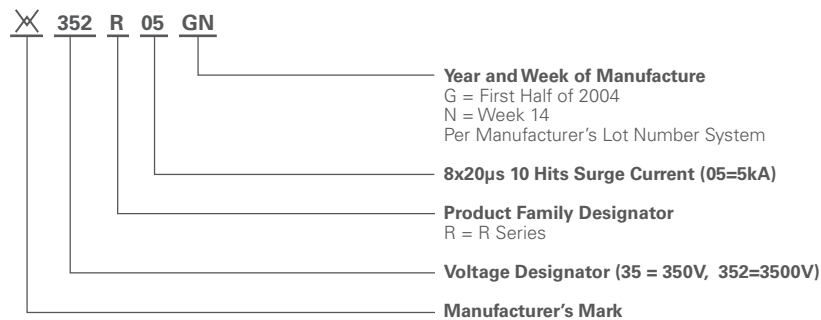 352 R 05 GN
Year and Week of Manufacture
G = First Half of 2004
N = Week 14
Per Manufacturer’s Lot Number System
8x20µs 10 Hits Surge Current (05=5kA)
Product Family Designator
R = R Series
Voltage Designator (35 = 350V, 352=3500V)
Manufacturer’s Mark